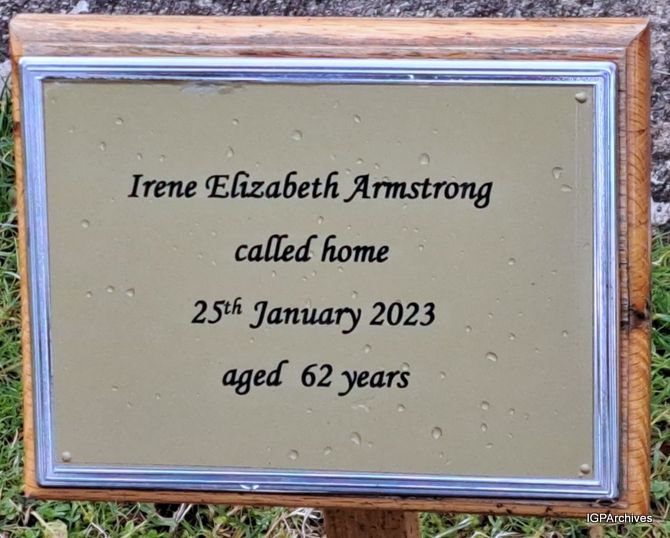 Irene Elizabeth Armstrong
called home
25th January 2023
aged 62 years
IGPArchives